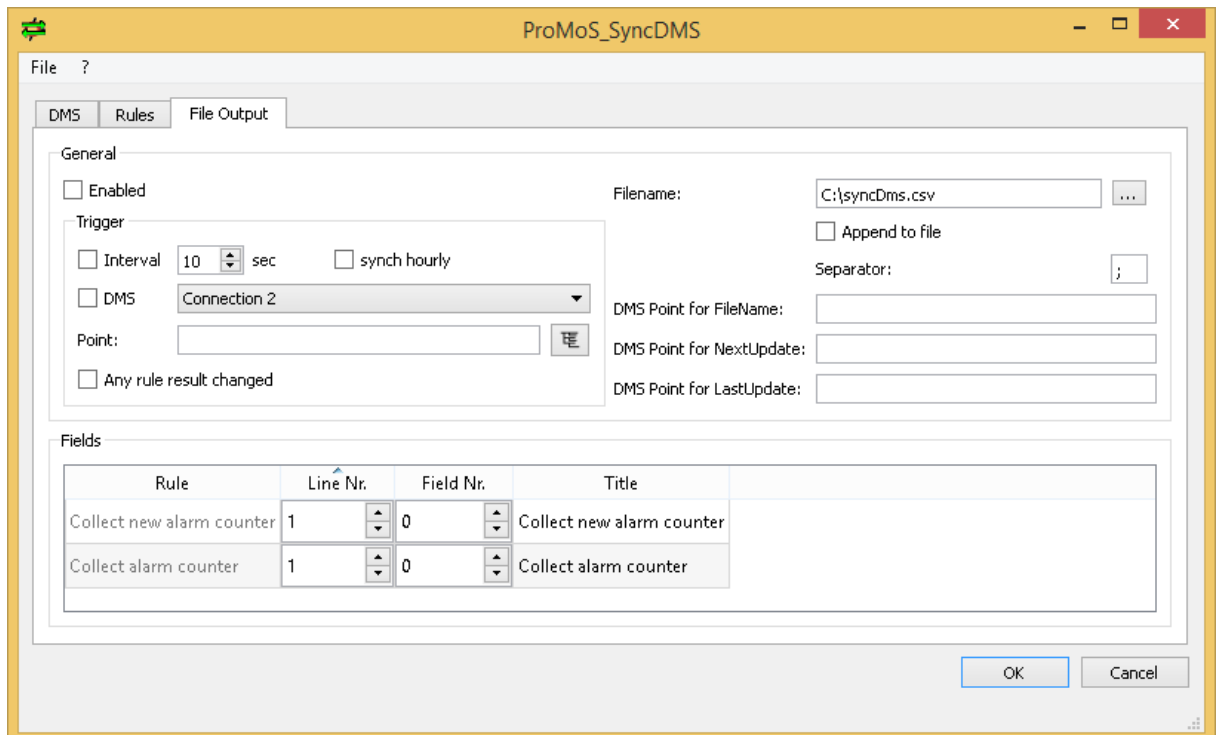 ProMoS_SyncDMS
File ?
DMS Rules File Output
General
Enabled
Filename: C:\syncDms.csv ...
Trigger
Append to file
Interval 10 sec synch hourly
Separator: ;
DMS Connection 2
DMS Point for FileName:
Point:
DMS Point for NextUpdate:
Any rule result changed
DMS Point for LastUpdate:
Fields
Rule Line Nr. Field Nr. Title
Collect new alarm counter 1 0 Collect new alarm counter
Collect alarm counter 1 0 Collect alarm counter
OK Cancel